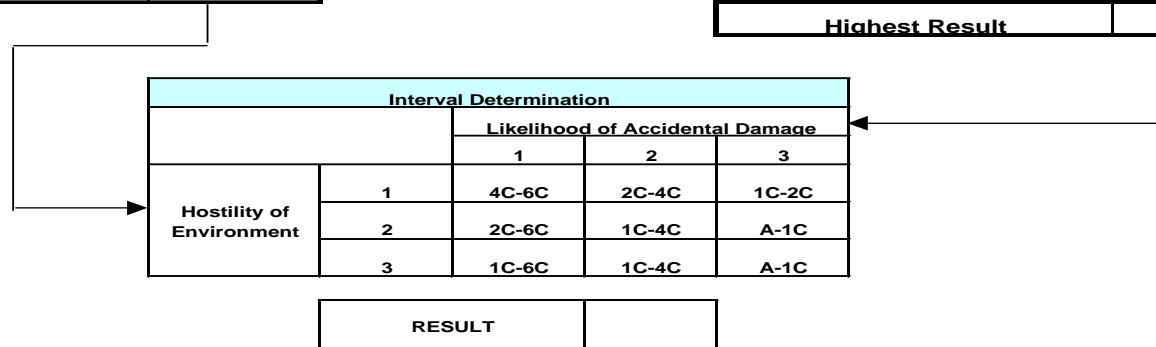 Highest Result
Interval Determination
Likelihood of Accidental Damage
1 2 3
Hostility of Environment
1 4C-6C 2C-4C 1C-2C
2 2C-6C 1C-4C A-1C
3 1C-6C 1C-4C A-1C
RESULT